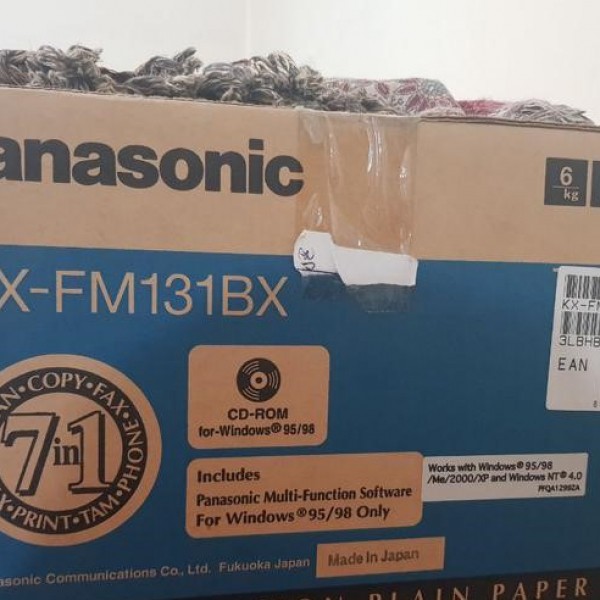 anasonic
6
kg
X-FM131BX
KX-F
3LBHB
EAN
N•COPY•FAX•PHONE
7in1
PRINT•TAM
CD-ROM
for-Windows® 95/98
Includes
Panasonic Multi-Function Software
For Windows ®95/98 Only
Works with Windows® 95/98
/Me/2000/XP and Windows NT® 4.0
PFQA1299ZA
asonic Communications Co., Ltd. Fukuoka Japan
Made In Japan
PLAIN PAPER